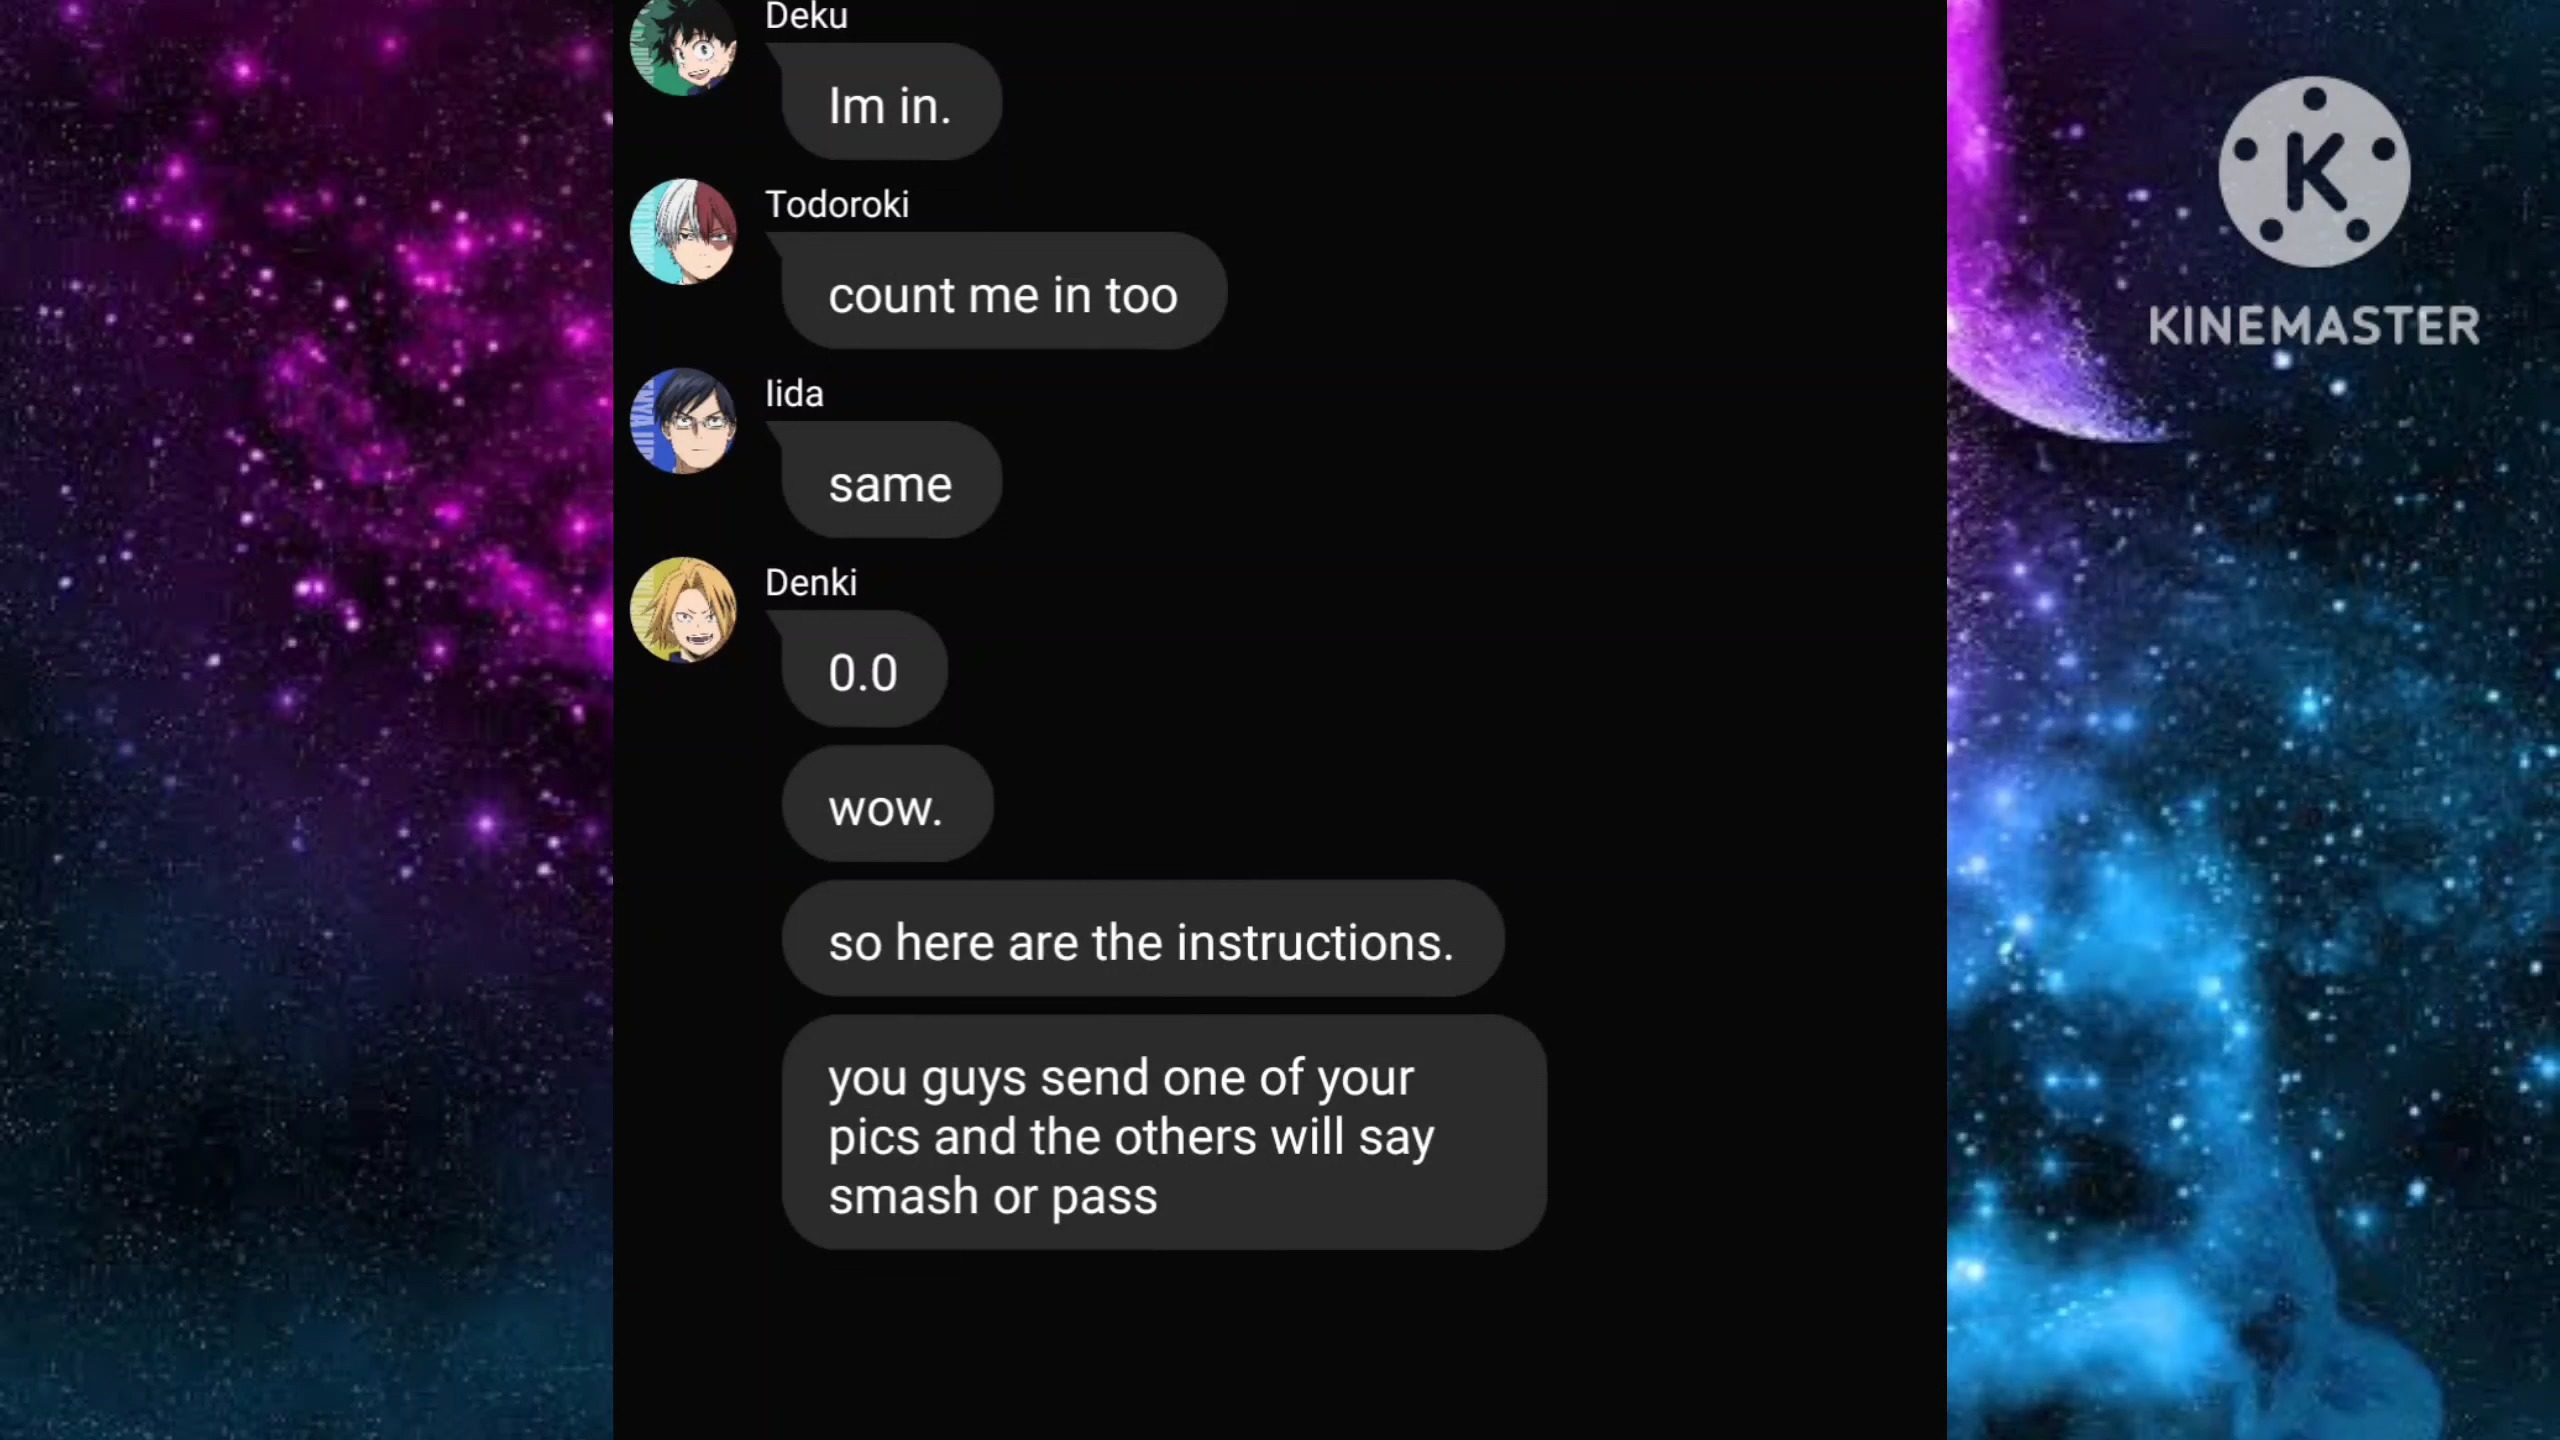 Deku
Im in.
Todoroki
count me in too
Iida
same
Denki
0.0
wow.
so here are the instructions.
you guys send one of your
pics and the others will say
smash or pass
K
KINEMASTER